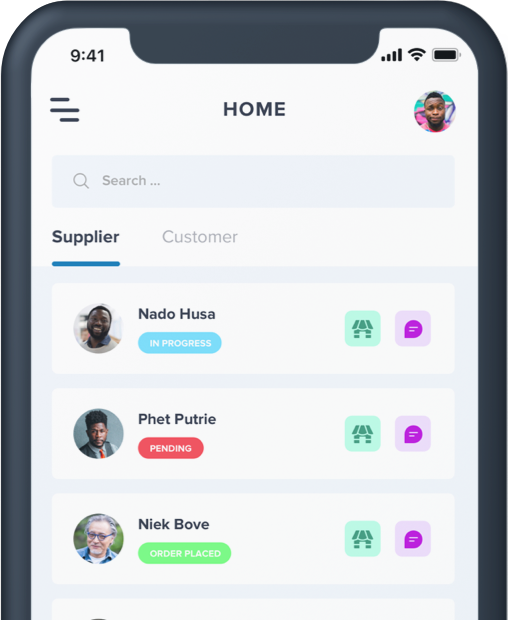 9:41
HOME
Search ...
Supplier Customer
Nado Husa
IN PROGRESS
Phet Putrie
PENDING
Niek Bove
ORDER PLACED